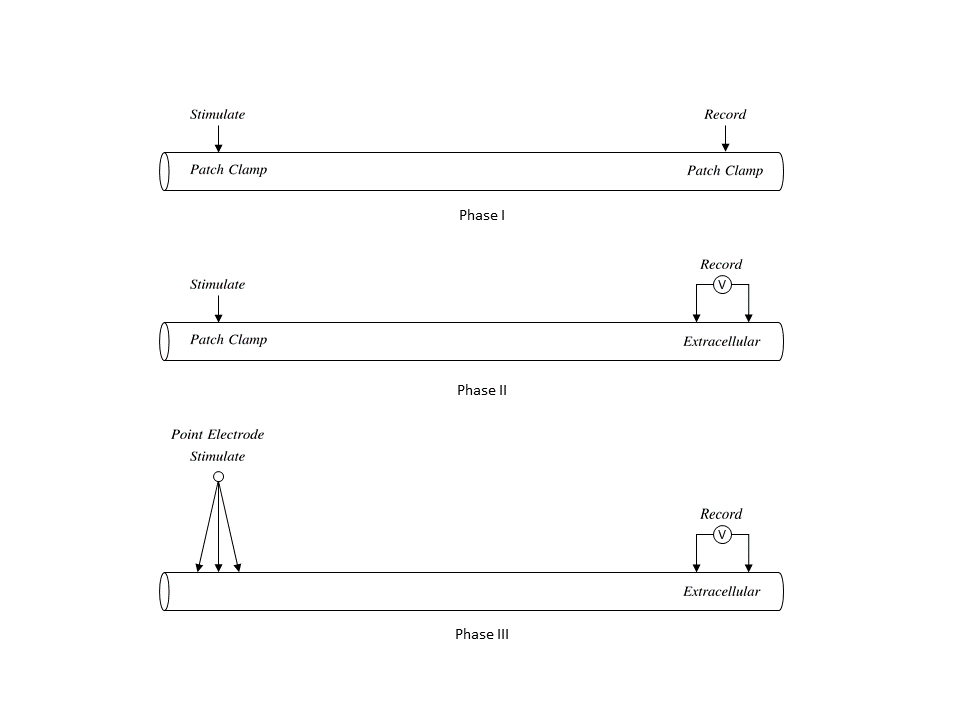 Stimulate
Record
Patch Clamp
Patch Clamp
Phase I
Record
V
Stimulate
Patch Clamp
Extracellular
Phase II
Point Electrode
Stimulate
Record
V
Extracellular
Phase III